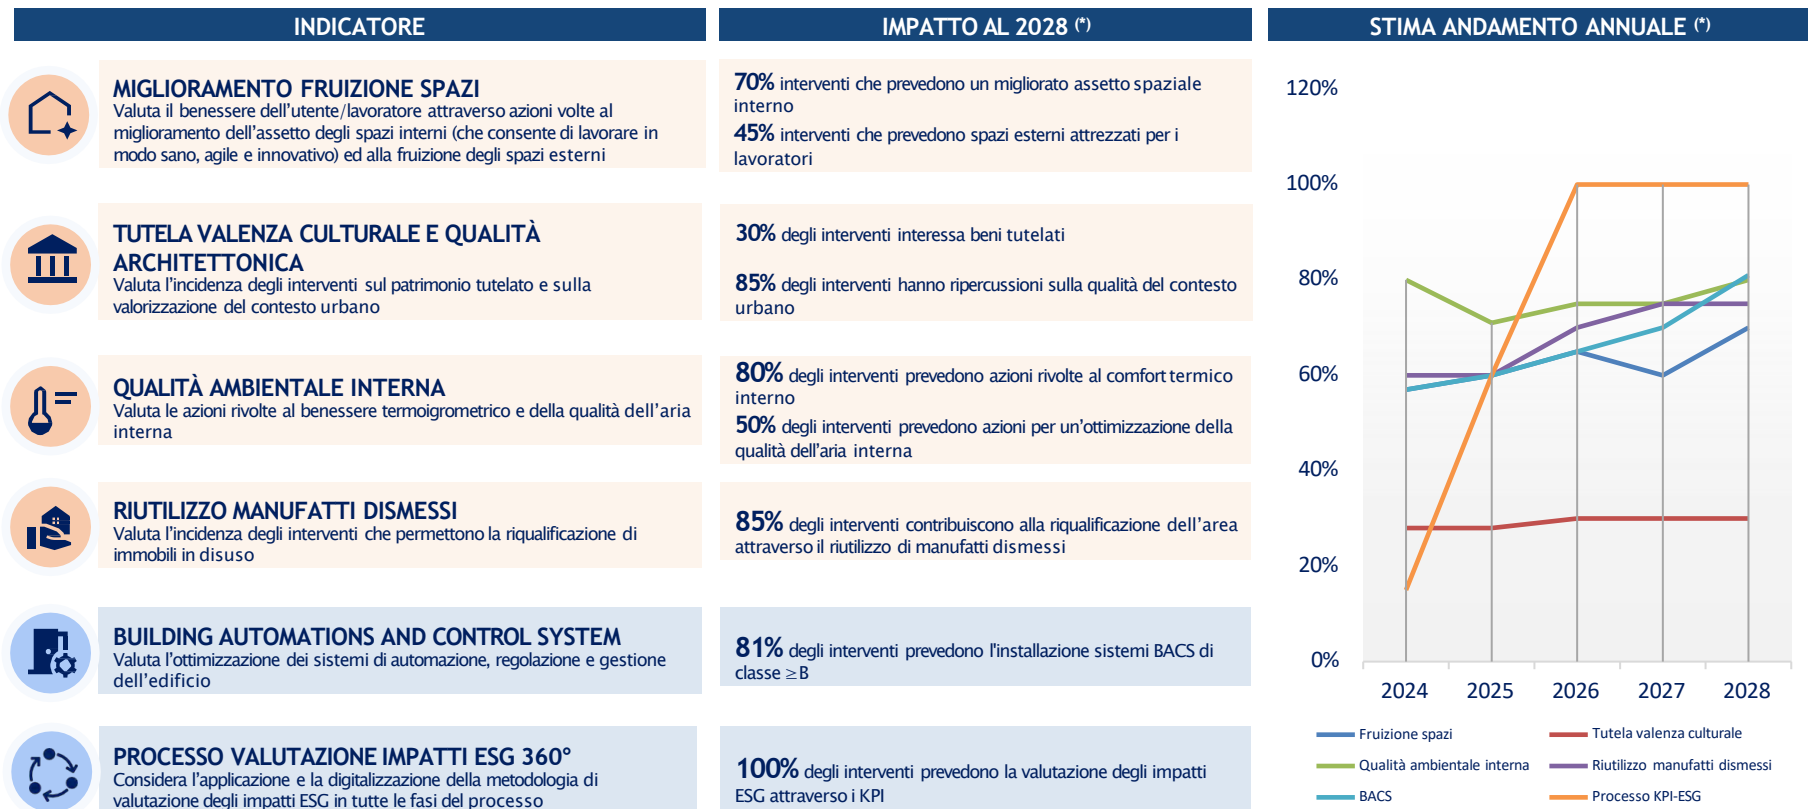 INDICATORE
IMPATTO AL 2028 (*)
STIMA ANDAMENTO ANNUALE (*)
MIGLIORAMENTO FRUIZIONE SPAZI
Valuta il benessere dell’utente/lavoratore attraverso azioni volte al
miglioramento dell’assetto degli spazi interni (che consente di lavorare in
modo sano, agile e innovativo) ed alla fruizione degli spazi esterni
70% interventi che prevedono un migliorato assetto spaziale
interno
45% interventi che prevedono spazi esterni attrezzati per i
lavoratori
TUTELA VALENZA CULTURALE E QUALITÀ
ARCHITETTONICA
Valuta l’incidenza degli interventi sul patrimonio tutelato e sulla
valorizzazione del contesto urbano
30% degli interventi interessa beni tutelati
85% degli interventi hanno ripercussioni sulla qualità del contesto
urbano
QUALITÀ AMBIENTALE INTERNA
Valuta le azioni rivolte al benessere termoigrometrico e della qualità dell’aria
interna
80% degli interventi prevedono azioni rivolte al comfort termico
interno
50% degli interventi prevedono azioni per un’ottimizzazione della
qualità dell’aria interna
RIUTILIZZO MANUFATTI DISMESSI
Valuta l’incidenza degli interventi che permettono la riqualificazione di
immobili in disuso
85% degli interventi contribuiscono alla riqualificazione dell’area
attraverso il riutilizzo di manufatti dismessi
BUILDING AUTOMATIONS AND CONTROL SYSTEM
Valuta l’ottimizzazione dei sistemi di automazione, regolazione e gestione
dell’edificio
81% degli interventi prevedono l'installazione sistemi BACS di
classe ≥B
PROCESSO VALUTAZIONE IMPATTI ESG 360°
Considera l’applicazione e la digitalizzazione della metodologia di
valutazione degli impatti ESG in tutte le fasi del processo
100% degli interventi prevedono la valutazione degli impatti
ESG attraverso i KPI
120%
100%
80%
60%
40%
20%
0%
2024 2025 2026 2027 2028
Fruizione spazi Tutela valenza culturale
Qualità ambientale interna Riutilizzo manufatti dismessi
BACS Processo KPI-ESG